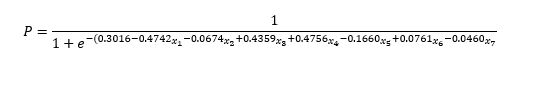 P = 1 / 1 + e^−(0.3016−0.4742x₁−0.0674x₂+0.4359x₃+0.4756x₄−0.1660x₅+0.0761x₆−0.0460x₇